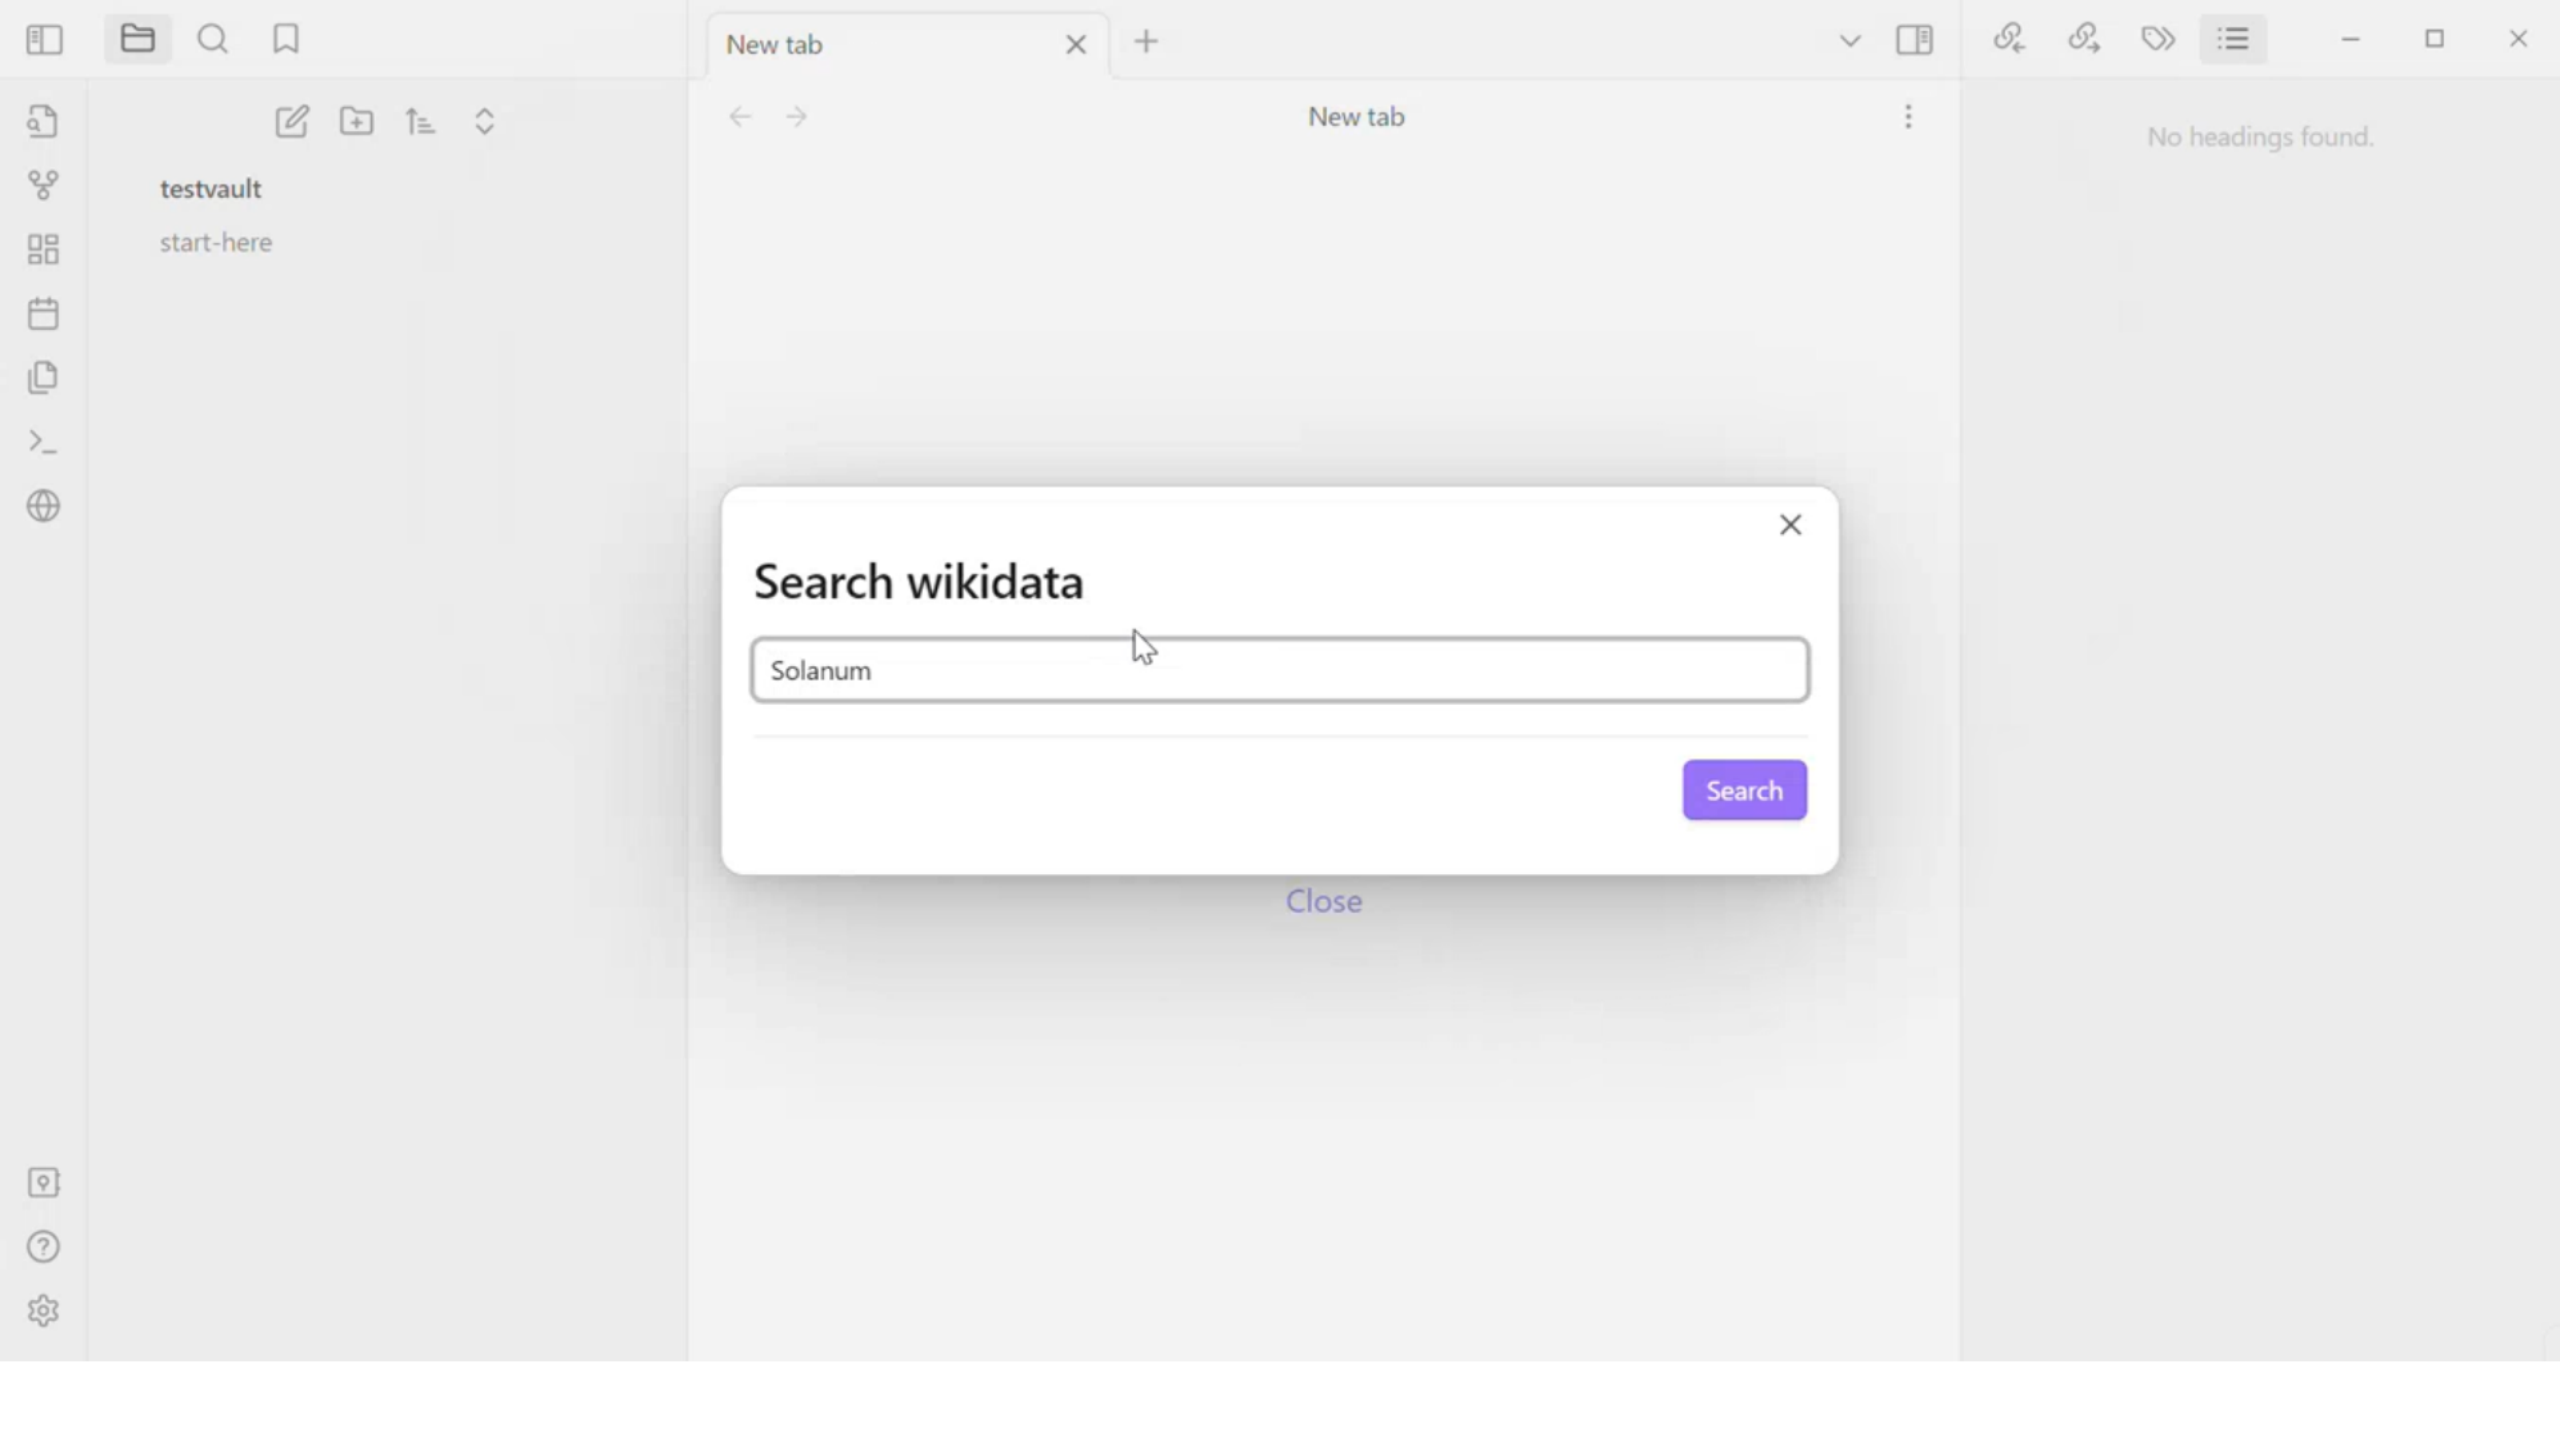 New tab
New tab
No headings found.
testvault
start-here
Search wikidata
Solanum
Search
Close